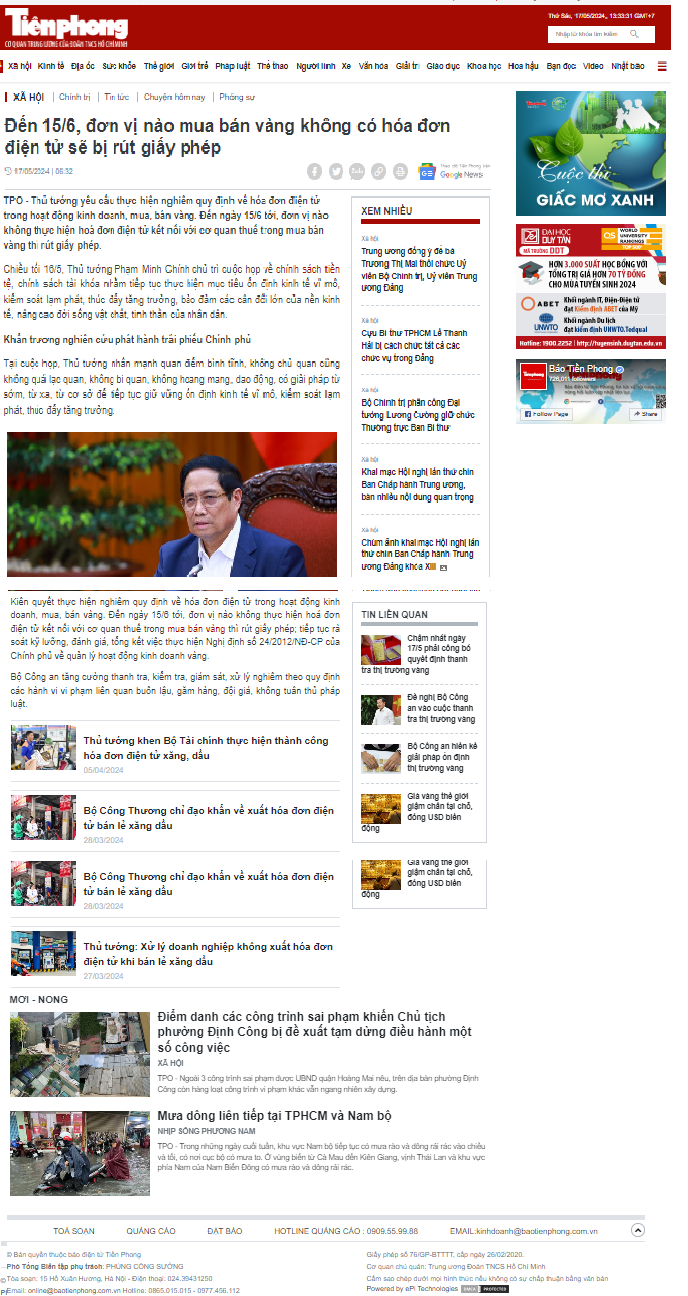 Tiềnphong
CƠ QUAN TRUNG ƯƠNG CỦA ĐOÀN TNCS HỒ CHÍ MINH
Thứ Sáu, 17/05/2024, 13:33:31 GMT+7
Nhập từ khóa tìm kiếm
Xã hội Kinh tế Địa ốc Sức khỏe Thế giới Giới trẻ Pháp luật Thể thao Người lính Xe Văn hóa Giải trí Giáo dục Khoa học Hoa hậu Bạn đọc Video Nhật báo
XÃ HỘI Chính trị Tin tức Chuyện hôm nay Phóng sự
Đến 15/6, đơn vị nào mua bán vàng không có hóa đơn
điện tử sẽ bị rút giấy phép
17/05/2024 | 06:32
Theo dõi Tiền Phong trên
Google News
TPO - Thủ tướng yêu cầu thực hiện nghiêm quy định về hóa đơn điện tử
trong hoạt động kinh doanh, mua, bán vàng. Đến ngày 15/6 tới, đơn vị nào
không thực hiện hoá đơn điện tử kết nối với cơ quan thuế trong mua bán
vàng thì rút giấy phép.
Chiều tối 16/5, Thủ tướng Phạm Minh Chính chủ trì cuộc họp về chính sách tiền
tệ, chính sách tài khóa nhằm tiếp tục thực hiện mục tiêu ổn định kinh tế vĩ mô,
kiểm soát lạm phát, thúc đẩy tăng trưởng, bảo đảm các cân đối lớn của nền kinh
tế, nâng cao đời sống vật chất, tinh thần của nhân dân.
Khẩn trương nghiên cứu phát hành trái phiếu Chính phủ
Tại cuộc họp, Thủ tướng nhấn mạnh quan điểm bình tĩnh, không chủ quan cũng
không quá lạc quan, không bi quan, không hoang mang, dao động, có giải pháp từ
sớm, từ xa, từ cơ sở để tiếp tục giữ vững ổn định kinh tế vĩ mô, kiểm soát lạm
phát, thúc đẩy tăng trưởng.
Kiên quyết thực hiện nghiêm quy định về hóa đơn điện tử trong hoạt động kinh
doanh, mua, bán vàng. Đến ngày 15/6 tới, đơn vị nào không thực hiện hoá đơn
điện tử kết nối với cơ quan thuế trong mua bán vàng thì rút giấy phép; tiếp tục rà
soát kỹ lưỡng, đánh giá, tổng kết việc thực hiện Nghị định số 24/2012/NĐ-CP của
Chính phủ về quản lý hoạt động kinh doanh vàng.
Bộ Công an tăng cường thanh tra, kiểm tra, giám sát, xử lý nghiêm theo quy định
các hành vi vi phạm liên quan buôn lậu, găm hàng, đội giá, không tuân thủ pháp
luật.
Thủ tướng khen Bộ Tài chính thực hiện thành công
hóa đơn điện tử xăng, dầu
05/04/2024
Bộ Công Thương chỉ đạo khẩn về xuất hóa đơn điện
tử bán lẻ xăng dầu
28/03/2024
Bộ Công Thương chỉ đạo khẩn về xuất hóa đơn điện
tử bán lẻ xăng dầu
28/03/2024
Thủ tướng: Xử lý doanh nghiệp không xuất hóa đơn
điện tử khi bán lẻ xăng dầu
27/03/2024
XEM NHIỀU
Xã hội
Trung ương đồng ý để bà
Trương Thị Mai thôi chức Uỷ
viên Bộ Chính trị, Uỷ viên Trung
ương Đảng
Xã hội
Cựu Bí thư TPHCM Lê Thanh
Hải bị cách chức tất cả các
chức vụ trong Đảng
Xã hội
Bộ Chính trị phân công Đại
tướng Lương Cường giữ chức
Thường trực Ban Bí thư
Xã hội
Khai mạc Hội nghị lần thứ chín
Ban Chấp hành Trung ương,
bàn nhiều nội dung quan trọng
Xã hội
Chùm ảnh khai mạc Hội nghị lần
thứ chín Ban Chấp hành Trung
ương Đảng khóa XIII
TIN LIÊN QUAN
Chậm nhất ngày
17/5 phải công bố
quyết định thanh
tra thị trường vàng
Đề nghị Bộ Công
an vào cuộc thanh
tra thị trường vàng
Bộ Công an hiến kế
giải pháp ổn định
thị trường vàng
Giá vàng thế giới
giậm chân tại chỗ,
đồng USD biến
động
Giá vàng thế giới
giậm chân tại chỗ,
đồng USD biến
động
Cuộc thi
GIẤC MƠ XANH
ĐẠI HỌC
DUY TÂN
MÃ TRƯỜNG DDT
QS WORLD
UNIVERSITY
RANKINGS
Top
HƠN 3.000 SUẤT HỌC BỔNG VỚI
TỔNG TRỊ GIÁ HƠN 70 TỶ ĐỒNG
CHO MÙA TUYỂN SINH 2024
ABET
Khối ngành IT, Điện-Điện tử
đạt Kiểm định ABET của Mỹ
UNWTO
Khối ngành Du lịch
đạt kiểm định UNWTO.Tedqual
Hotline: 1900.2252 | http://tuyensinh.duytan.edu.vn
Báo Tiền Phong
726,011 followers
Follow Page
Share
MỚI - NÓNG
Điểm danh các công trình sai phạm khiến Chủ tịch
phường Định Công bị đề xuất tạm dừng điều hành một
số công việc
XÃ HỘI
TPO - Ngoài 3 công trình sai phạm được UBND quận Hoàng Mai nêu, trên địa bàn phường Định
Công còn hàng loạt công trình vi phạm khác vẫn ngang nhiên xây dựng.
Mưa dông liên tiếp tại TPHCM và Nam bộ
NHỊP SỐNG PHƯƠNG NAM
TPO - Trong những ngày cuối tuần, khu vực Nam bộ tiếp tục có mưa rào và dông rải rác vào chiều
và tối, có nơi cục bộ có mưa to. Ở vùng biển từ Cà Mau đến Kiên Giang, vịnh Thái Lan và khu vực
phía Nam của Nam Biển Đông có mưa rào và dông rải rác.
TOÀ SOẠN QUẢNG CÁO ĐẶT BÁO HOTLINE QUẢNG CÁO : 0909.55.99.88 EMAIL:kinhdoanh@baotienphong.com.vn
© Bản quyền thuộc báo điện tử Tiền Phong
Phó Tổng Biên tập phụ trách: PHÙNG CÔNG SƯỞNG
Tòa soạn: 15 Hồ Xuân Hương, Hà Nội - Điện thoại: 024.39431250
Email: online@baotienphong.com.vn Hotline: 0865.015.015 - 0977.456.112
Giấy phép số 76/GP-BTTTT, cấp ngày 26/02/2020.
Cơ quan chủ quản: Trung ương Đoàn TNCS Hồ Chí Minh
Cấm sao chép dưới mọi hình thức nếu không có sự chấp thuận bằng văn bản
Powered by ePi Technologies